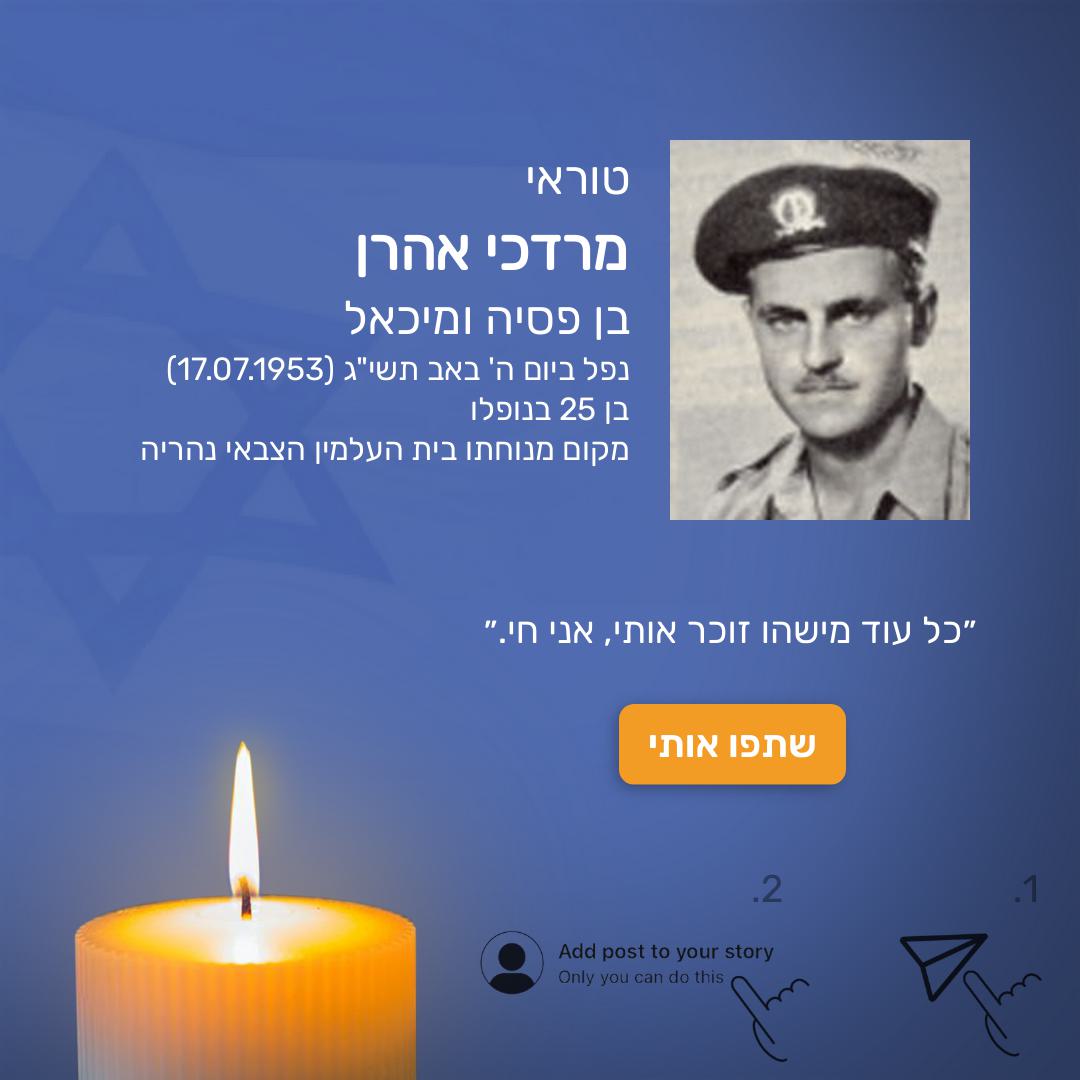 טוראי
מרדכי אהרן
בן פסיה ומיכאל
נפל ביום ה' באב תשי"ג (17.07.1953)
בן 25 בנופלו
מקום מנוחתו בית העלמין הצבאי נהריה
״כל עוד מישהו זוכר אותי, אני חי.״
שתפו אותי
1.
2.
Add post to your story
Only you can do this